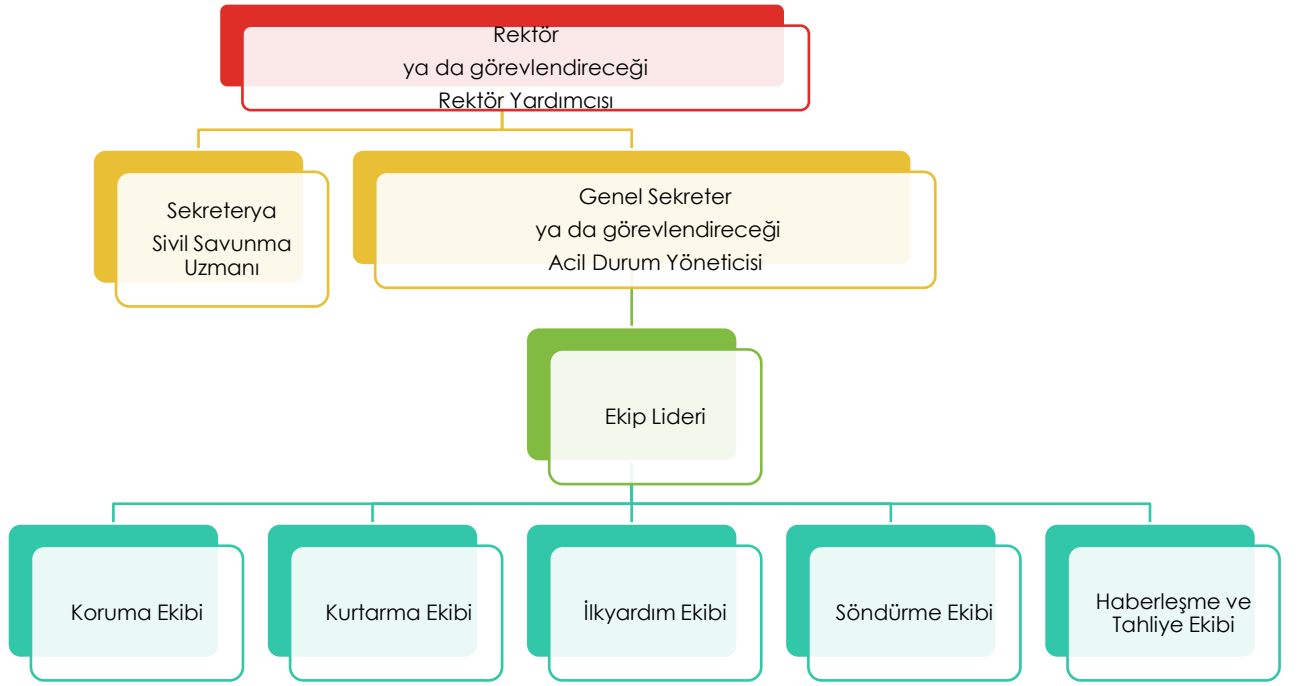 Rektör
ya da görevlendireceği
Rektör Yardımcısı
Sekreterya
Sivil Savunma
Uzmanı
Genel Sekreter
ya da görevlendireceği
Acil Durum Yöneticisi
Ekip Lideri
Koruma Ekibi
Kurtarma Ekibi
İlkyardım Ekibi
Söndürme Ekibi
Haberleşme ve
Tahliye Ekibi